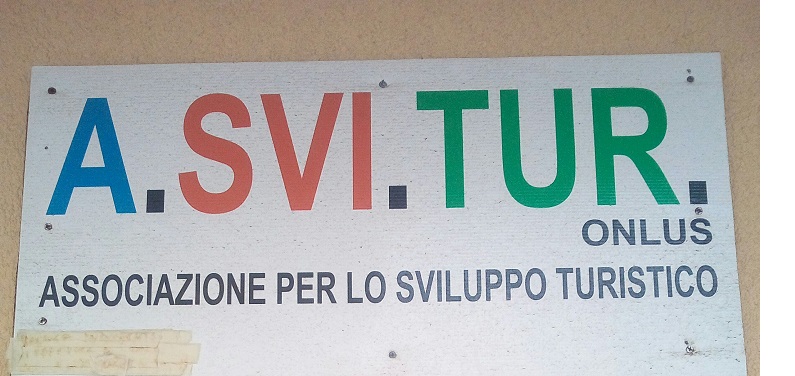 A.SVI.TUR.
ONLUS
ASSOCIAZIONE PER LO SVILUPPO TURISTICO